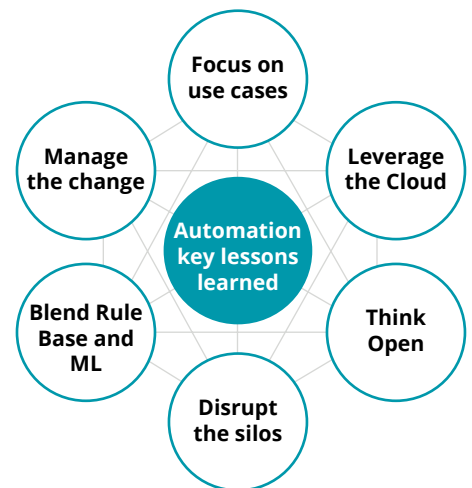 Focus on
use cases
Manage
the change
Leverage
the Cloud
Automation
key lessons
learned
Blend Rule
Base and
ML
Think
Open
Disrupt
the silos